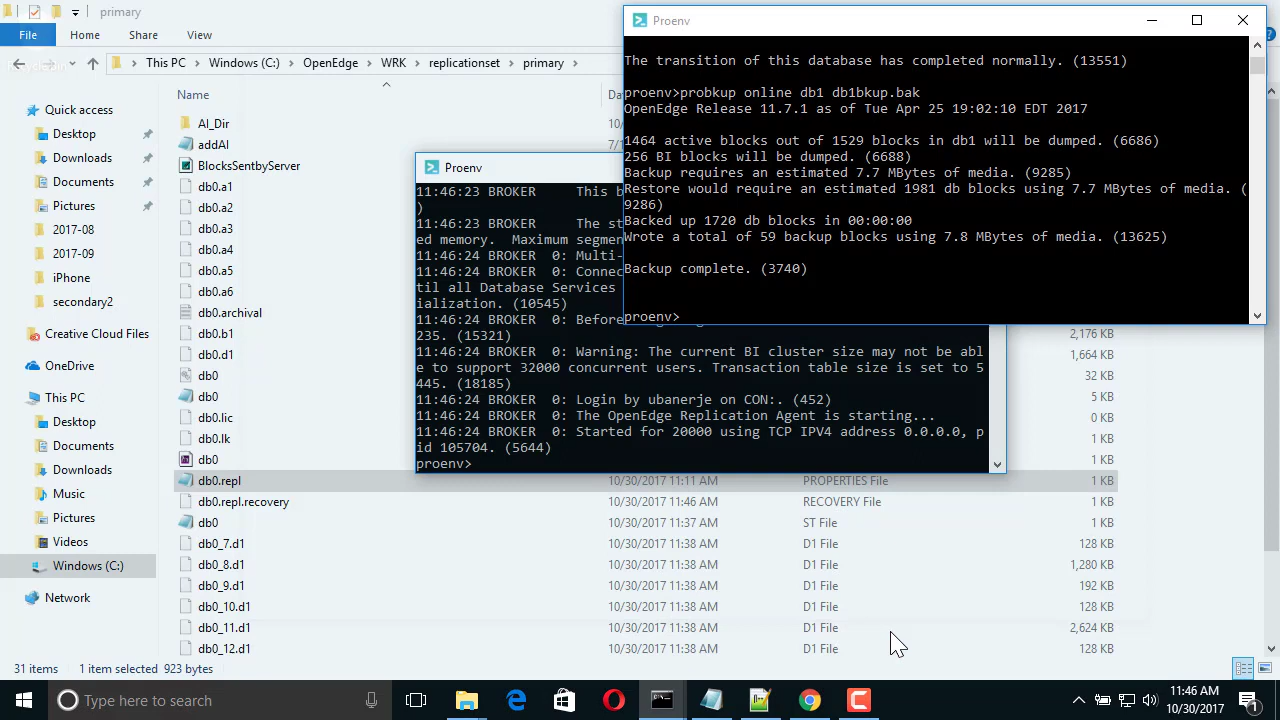 primary
File
Home
Share
View
This PC
Windows (C:)
OpenEdge
WRK
replicationset
primary
Name
Da
Quick access
Desktop
Downloads
Documents
Pictures
2017-08
2017-09
iPhone
secondary2
Creative Cloud Files
OneDrive
This PC
Desktop
Documents
Downloads
Music
Pictures
Videos
Windows (C:)
Network
AI_Dir 10/
addAI 7/1
BlocksSentbyServer
db0.a1
db0.a2
db0.a3
db0.a4
db0.a5
db0.a6
db0.archival
db0.b1 2,176 KB
db0.d1 1,664 KB
db0 32 KB
db0 5 KB
db0.lic 0 KB
db0.lk 1 KB
db0 1 KB
db0.repl 10/30/2017 11:11 AM PROPERTIES File 1 KB
db0.repl.recovery 10/30/2017 11:46 AM RECOVERY File 1 KB
db0 10/30/2017 11:37 AM ST File 1 KB
db0_7.d1 10/30/2017 11:38 AM D1 File 128 KB
db0_8.d1 10/30/2017 11:38 AM D1 File 1,280 KB
db0_9.d1 10/30/2017 11:38 AM D1 File 192 KB
db0_10.d1 10/30/2017 11:38 AM D1 File 128 KB
db0_11.d1 10/30/2017 11:38 AM D1 File 2,624 KB
db0_12.d1 10/30/2017 11:38 AM D1 File 128 KB
31 items 1 item selected 923 bytes
Proenv
The transition of this database has completed normally. (13551)
proenv>probkup online db1 db1bkup.bak
OpenEdge Release 11.7.1 as of Tue Apr 25 19:02:10 EDT 2017
1464 active blocks out of 1529 blocks in db1 will be dumped. (6686)
256 BI blocks will be dumped. (6688)
Backup requires an estimated 7.7 MBytes of media. (9285)
Restore would require an estimated 1981 db blocks using 7.7 MBytes of media. (
9286)
Backed up 1720 db blocks in 00:00:00
Wrote a total of 59 backup blocks using 7.8 MBytes of media. (13625)
Backup complete. (3740)
proenv>
Proenv
11:46:23 BROKER This b
)
11:46:23 BROKER The st
ed memory. Maximum segme
11:46:24 BROKER 0: Multi-
11:46:24 BROKER 0: Connec
til all Database Services
ialization. (10545)
11:46:24 BROKER 0: Before
235. (15321)
11:46:24 BROKER 0: Warning: The current BI cluster size may not be abl
e to support 32000 concurrent users. Transaction table size is set to 5
445. (18185)
11:46:24 BROKER 0: Login by ubanerje on CON:. (452)
11:46:24 BROKER 0: The OpenEdge Replication Agent is starting...
11:46:24 BROKER 0: Started for 20000 using TCP IPV4 address 0.0.0.0, p
id 105704. (5644)
proenv>
Type here to search
11:46 AM
10/30/2017
1